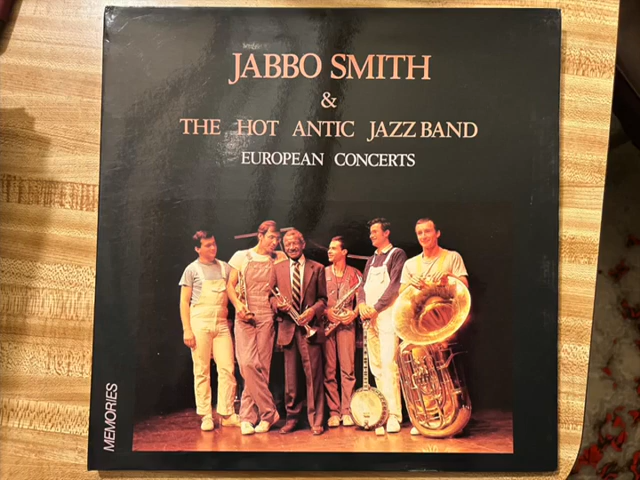 JABBO SMITH
&
THE HOT ANTIC JAZZ BAND
EUROPEAN CONCERTS
MEMORIES